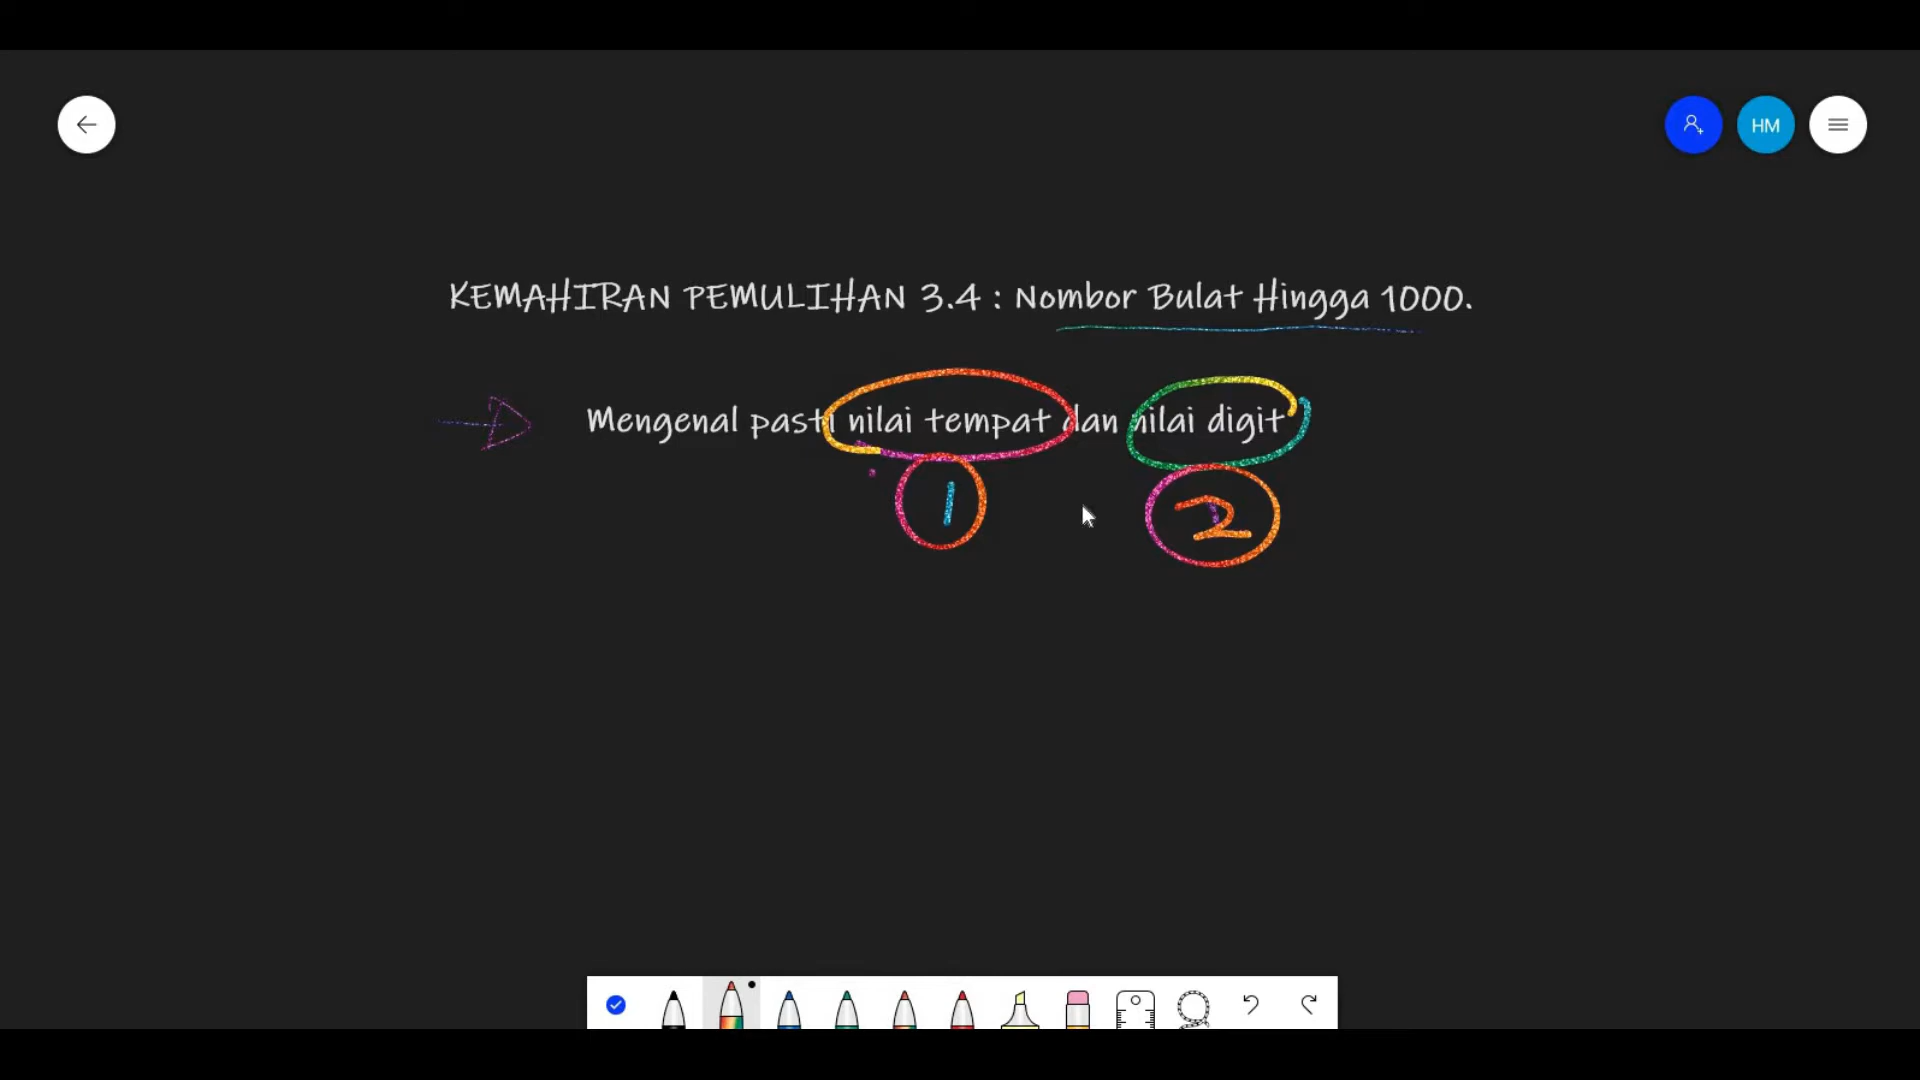 HM
KEMAHIRAN PEMULIHAN 3.4 : Nombor Bulat Hingga 1000.
Mengenal pasti nilai tempat dan nilai digit
1
2